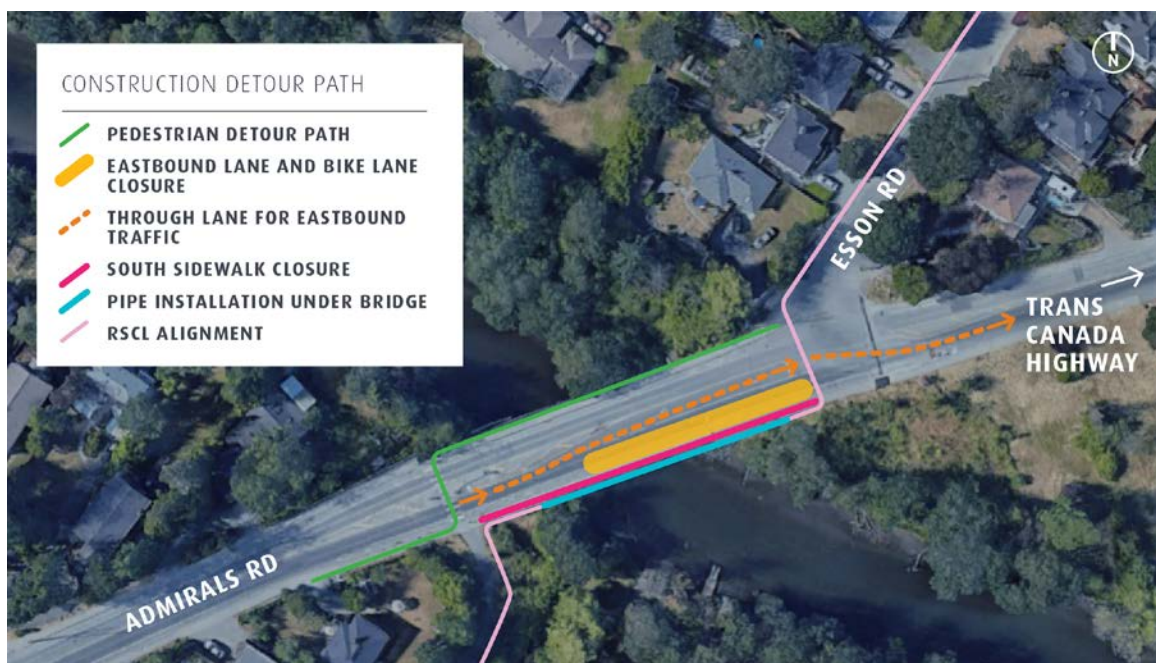 CONSTRUCTION DETOUR PATH
PEDESTRIAN DETOUR PATH
EASTBOUND LANE AND BIKE LANE
CLOSURE
THROUGH LANE FOR EASTBOUND
TRAFFIC
SOUTH SIDEWALK CLOSURE
PIPE INSTALLATION UNDER BRIDGE
RSCL ALIGNMENT
N
ESSON RD
TRANS
CANADA
HIGHWAY
ADMIRALS RD